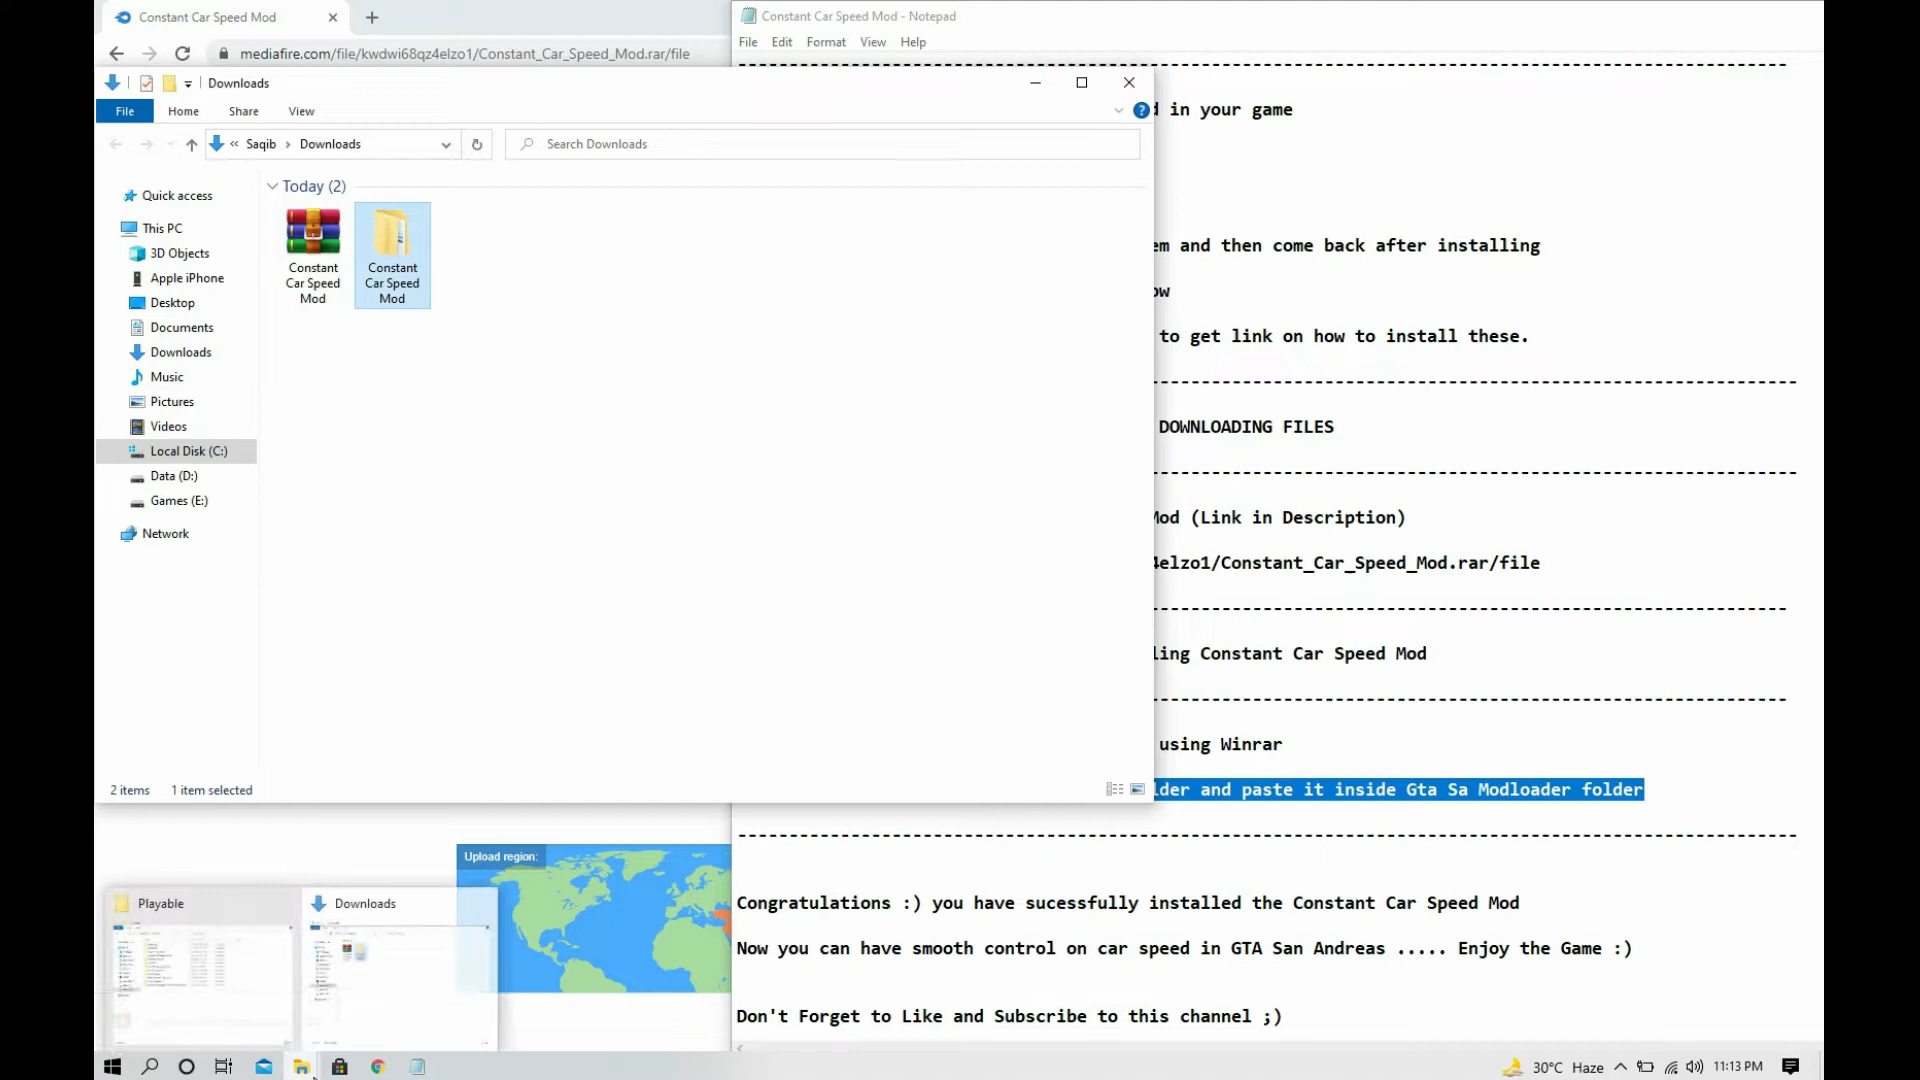 Constant Car Speed Mod
mediafire.com/file/kwdwi68qz4elzo1/Constant_Car_Speed_Mod.rar/file
Constant Car Speed Mod - Notepad
File Edit Format View Help
Downloads
File Home Share View
Saqib Downloads
Search Downloads
Quick access
This PC
3D Objects
Apple iPhone
Desktop
Documents
Downloads
Music
Pictures
Videos
Local Disk (C:)
Data (D:)
Games (E:)
Network
Today (2)
Constant
Car Speed
Mod
Constant
Car Speed
Mod
2 items 1 item selected
in your game
and then come back after installing
to get link on how to install these.
DOWNLOADING FILES
(Link in Description)
4elzo1/Constant_Car_Speed_Mod.rar/file
Constant Car Speed Mod
using Winrar
and paste it inside Gta Sa Modloader folder
Congratulations :) you have sucessfully installed the Constant Car Speed Mod
Now you can have smooth control on car speed in GTA San Andreas ..... Enjoy the Game :)
Don't Forget to Like and Subscribe to this channel ;)
Upload region:
Playable
Downloads
30°C Haze
11:13 PM